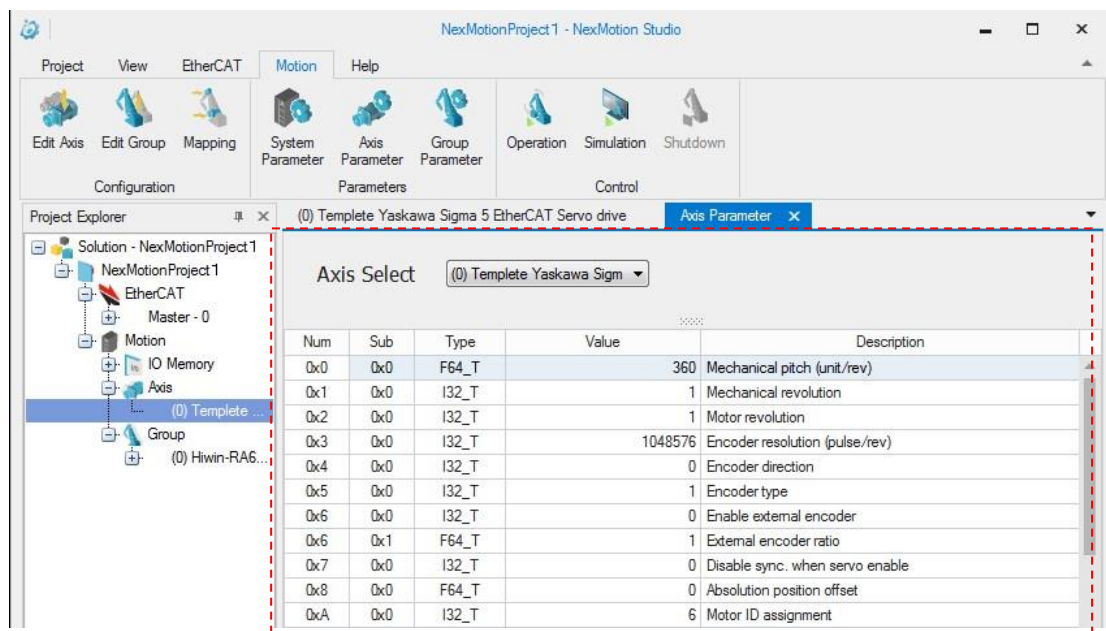 NexMotionProject1 - NexMotion Studio
Project View EtherCAT Motion Help
Edit Axis Edit Group Mapping System Parameter Axis Parameter Group Parameter Operation Simulation Shutdown
Configuration Parameters Control
Project Explorer
(0) Templete Yaskawa Sigma 5 EtherCAT Servo drive Axis Parameter
Solution - NexMotionProject1
NexMotionProject1
EtherCAT
Master - 0
Motion
IO Memory
Axis
(0) Templete ...
Group
(0) Hiwin-RA6...
Axis Select (0) Templete Yaskawa Sigm
Num Sub Type Value Description
0x0 0x0 F64_T 360 Mechanical pitch (unit/rev)
0x1 0x0 I32_T 1 Mechanical revolution
0x2 0x0 I32_T 1 Motor revolution
0x3 0x0 I32_T 1048576 Encoder resolution (pulse/rev)
0x4 0x0 I32_T 0 Encoder direction
0x5 0x0 I32_T 1 Encoder type
0x6 0x0 I32_T 0 Enable external encoder
0x6 0x1 F64_T 1 External encoder ratio
0x7 0x0 I32_T 0 Disable sync. when servo enable
0x8 0x0 F64_T 0 Absolution position offset
0xA 0x0 I32_T 6 Motor ID assignment